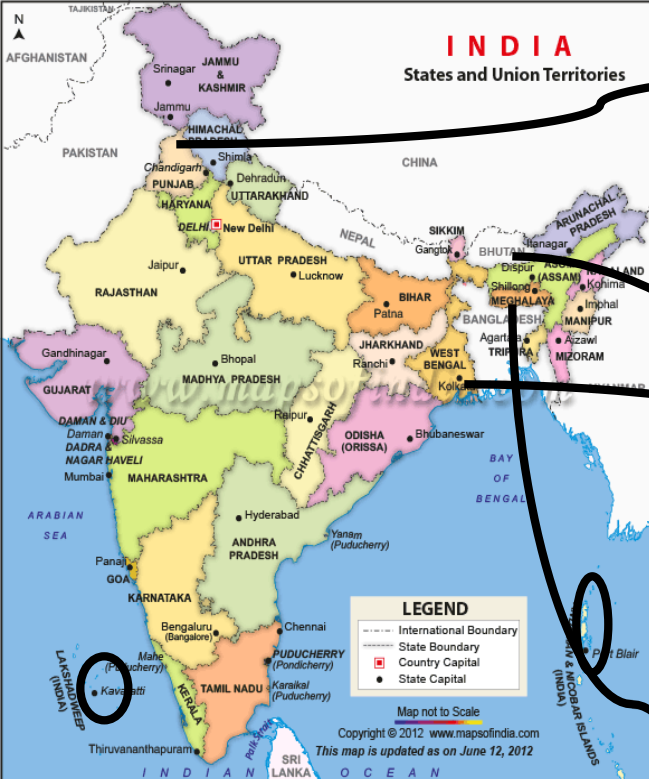 TAJIKISTAN
N
AFGHANISTAN
INDIA
States and Union Territories
JAMMU
&
KASHMIR
Srinagar
Jammu
HIMACHAL
PAKISTAN
CHINA
Shimla
Chandigarh
PUNJAB
Dehradun
UTTARAKHAND
HARYANA
DELHI
New Delhi
ARUNACHAL
PRADESH
SIKKIM
Gangtok
NEPAL
BHUTAN
Itanagar
Dispur
(ASSAM)
Jaipur
UTTAR PRADESH
Lucknow
RAJASTHAN
BIHAR
Patna
Shillong
MEGHALAYA
Kohima
Imphal
MANIPUR
BANGLADESH
Gandhinagar
Bhopal
MADHYA PRADESH
JHARKHAND
Ranchi
WEST
BENGAL
Agartala
TRIPURA
Aizawl
MIZORAM
GUJARAT
Raipur
CHHATTISGARH
DAMAN & DIU
Daman
Silvassa
DADRA &
NAGAR HAVELI
Mumbai
ODISHA
(ORISSA)
Bhubaneswar
MAHARASHTRA
BAY
OF
BENGAL
ARABIAN
SEA
Hyderabad
ANDHRA
PRADESH
Yanam
(Puducherry)
Panaji
GOA
KARNATAKA
Bengaluru
(Bangalore)
Chennai
Mahe
(Puducherry)
PUDUCHERRY
(Pondicherry)
LAKSHADWEEP
(INDIA)
Kavaratti
KERALA
TAMIL NADU
Karaikal
(Puducherry)
Thiruvananthapuram
Palk Strait
SRI
LANKA
INDIAN OCEAN
LEGEND
International Boundary
State Boundary
Country Capital
State Capital
Port Blair
& NICOBAR ISLANDS
(INDIA)
Map not to Scale
Copyright © 2012 www.mapsofindia.com
This map is updated as on June 12, 2012